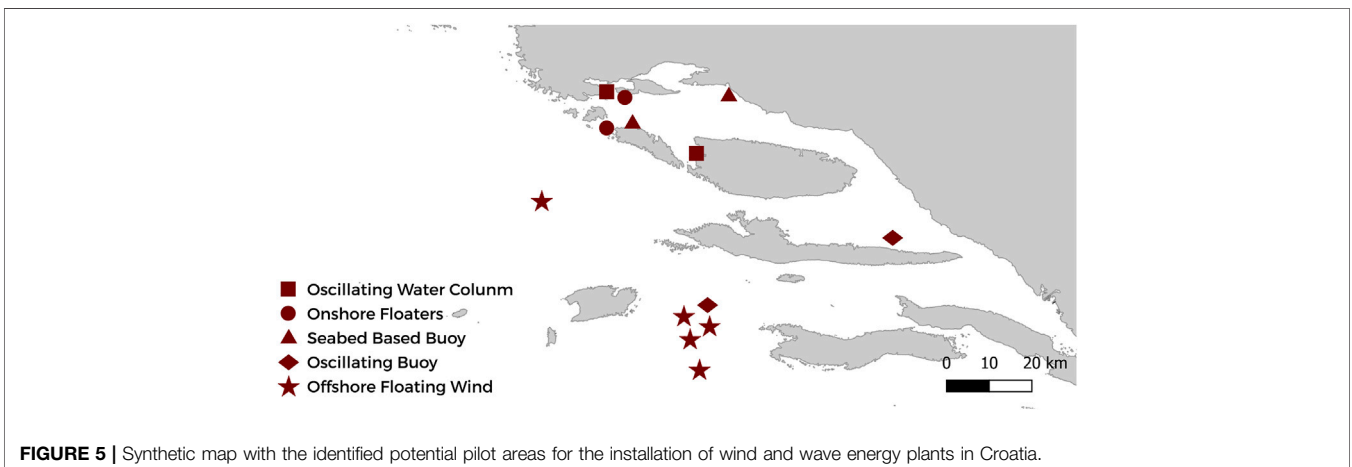 Oscillating Water Colunm
Onshore Floaters
Seabed Based Buoy
Oscillating Buoy
Offshore Floating Wind
0 10 20 km
FIGURE 5 | Synthetic map with the identified potential pilot areas for the installation of wind and wave energy plants in Croatia.